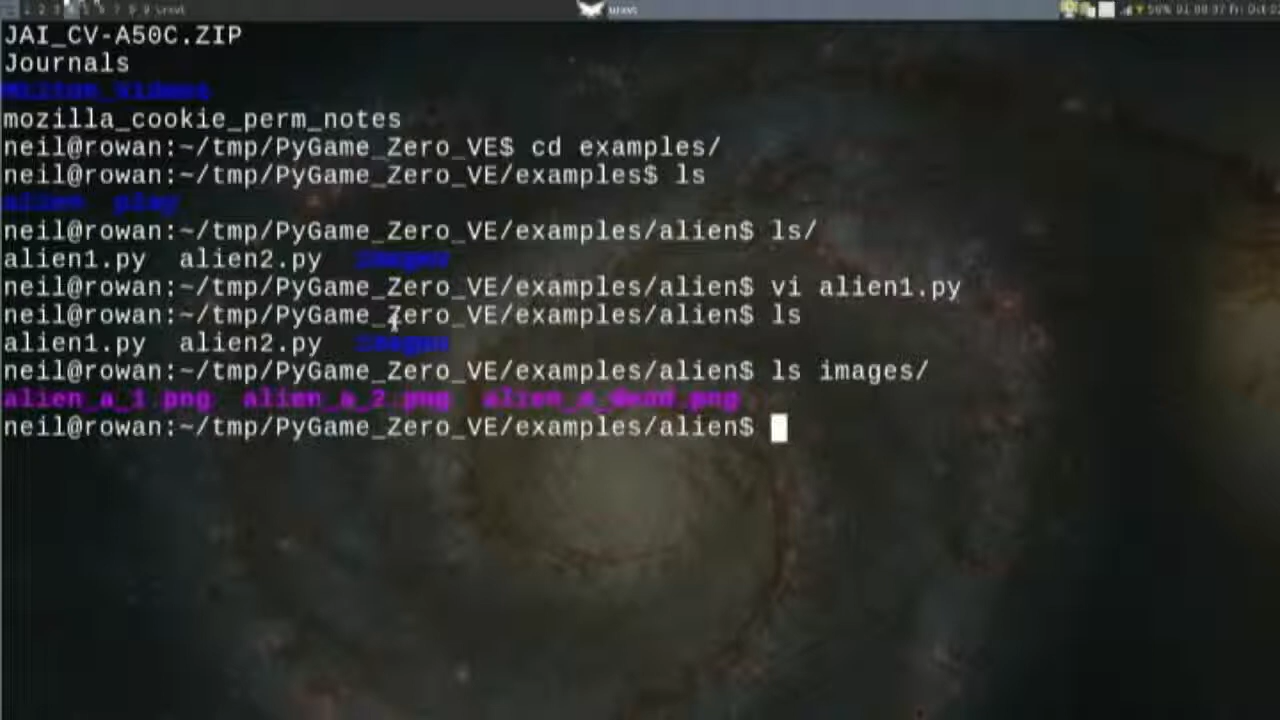 JAI_CV-A50C.ZIP
Journals
mozilla_cookie_perm_notes
neil@rowan:~/tmp/PyGame_Zero_VE$ cd examples/
neil@rowan:~/tmp/PyGame_Zero_VE/examples$ ls
alien play
neil@rowan:~/tmp/PyGame_Zero_VE/examples/alien$ ls/
alien1.py alien2.py images
neil@rowan:~/tmp/PyGame_Zero_VE/examples/alien$ vi alien1.py
neil@rowan:~/tmp/PyGame_Zero_VE/examples/alien$ ls
alien1.py alien2.py images
neil@rowan:~/tmp/PyGame_Zero_VE/examples/alien$ ls images/
alien_a_1.png alien_a_2.png alien_a_dead.png
neil@rowan:~/tmp/PyGame_Zero_VE/examples/alien$